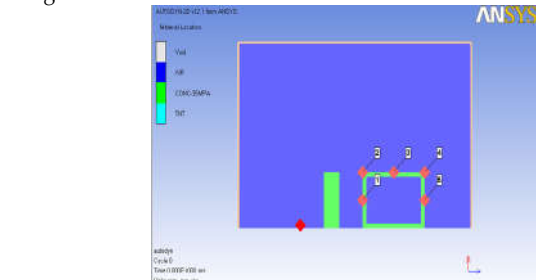 AUTODYN-2D v12.1 from ANSYS
ANSYS
Material Location
Void
AIR
CONC-35MPA
TNT
2
3
4
1
5
autodyn
Cycle 0